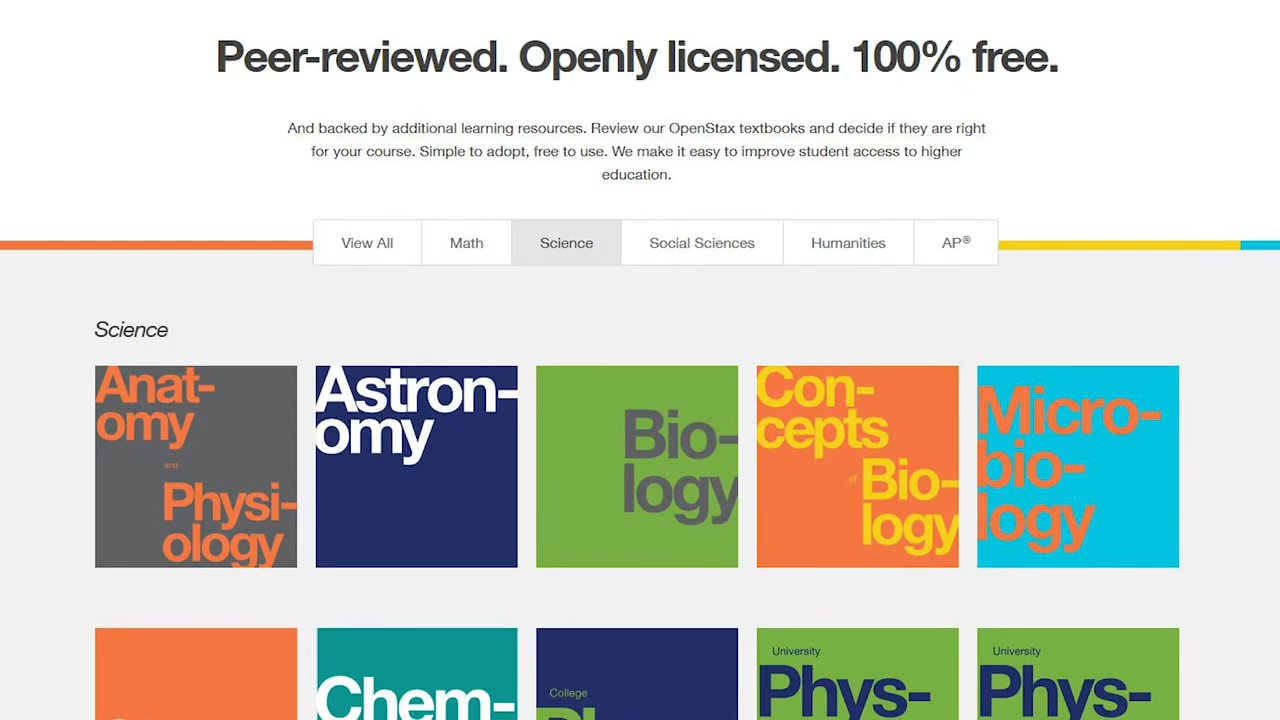 Peer-reviewed. Openly licensed. 100% free.
And backed by additional learning resources. Review our OpenStax textbooks and decide if they are right
for your course. Simple to adopt, free to use. We make it easy to improve student access to higher
education.
View All
Math
Science
Social Sciences
Humanities
AP®
Science
Anat-
omy
and
Physi-
ology
Astron-
omy
Bio-
logy
Con-
cepts
of
Bio-
logy
Micro-
bio-
logy
Chem-
College
University
Phys-
University
Phys-